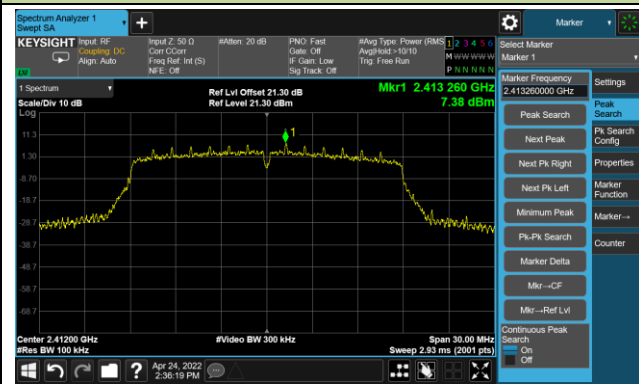 Spectrum Analyzer 1
Swept SA
Marker
KEYSIGHT
Input: RF
Coupling: DC
Align: Auto
Input Z: 50 Ω
Corr CCorr
Freq Ref: Int (S)
NFE: Off
#Atten: 20 dB
PNO: Fast
Gate: Off
IF Gain: Low
Sig Track: Off
#Avg Type: Power (RMS
Avg|Hold:>10/10
Trig: Free Run
1 2 3 4 5 6
M W W W W W
P N N N N N
Select Marker
Marker 1
1 Spectrum
Scale/Div 10 dB
Log
Ref Lvl Offset 21.30 dB
Ref Level 21.30 dBm
Mkr1 2.413 260 GHz
7.38 dBm
1
11.3
1.30
-8.70
-18.7
-28.7
-38.7
-48.7
-58.7
-68.7
Center 2.41200 GHz
#Res BW 100 kHz
#Video BW 300 kHz
Span 30.00 MHz
Sweep 2.93 ms (2001 pts)
Marker Frequency
2.413260000 GHz
Peak Search
Next Peak
Next Pk Right
Next Pk Left
Minimum Peak
Pk-Pk Search
Marker Delta
Mkr→CF
Mkr→Ref Lvl
Continuous Peak
Search
On
Off
Settings
Peak
Search
Pk Search
Config
Properties
Marker
Function
Marker→
Counter
Apr 24, 2022
2:36:19 PM